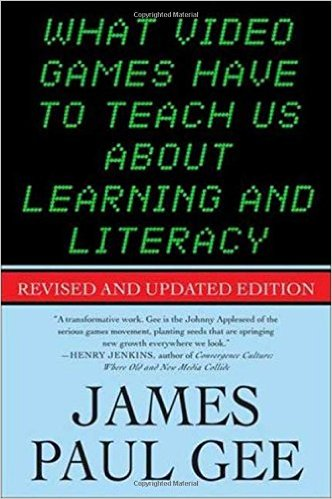 Copyrighted Material
WHAT VIDEO
GAMES HAVE
TO TEACH US
ABOUT
LEARNING AND
LITERACY
REVISED AND UPDATED EDITION
"A transformative work. Gee is the Johnny Appleseed of the
serious games movement, planting seeds that are springing
new growth everywhere we look."
—HENRY JENKINS, author of Convergence Culture:
Where Old and New Media Collide
JAMES
PAUL GEE
Copyrighted Material